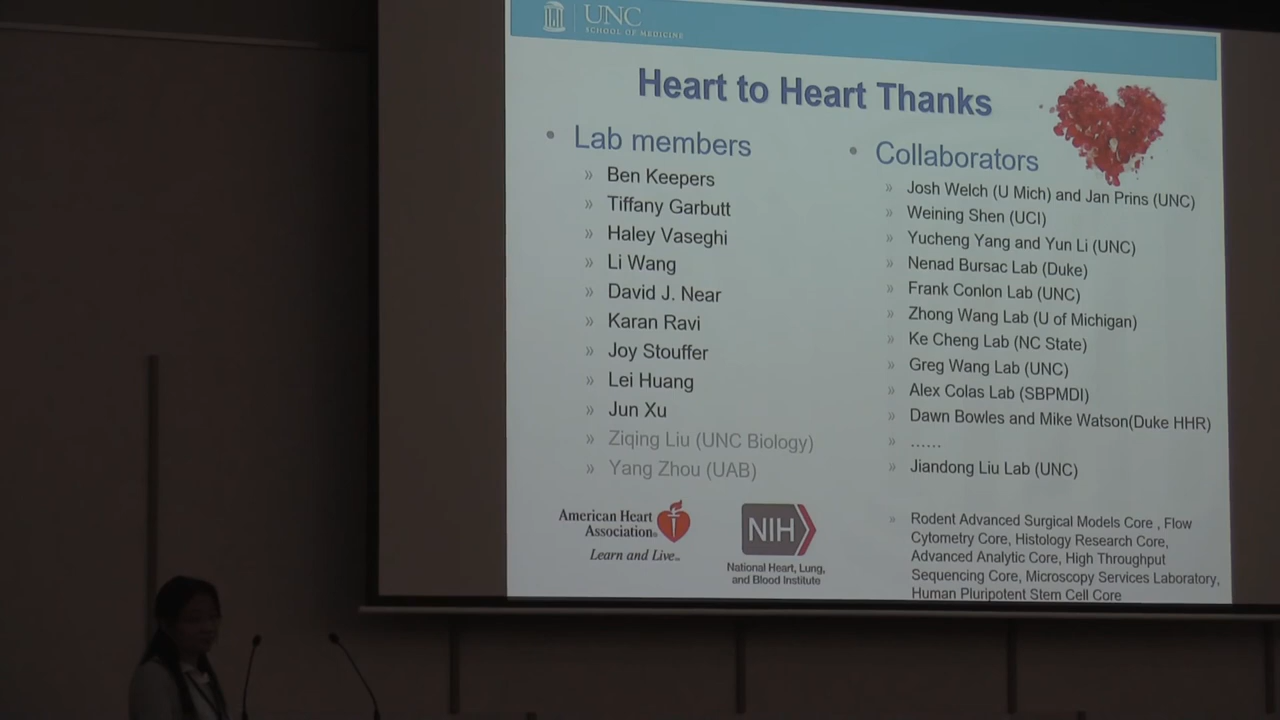 UNC
SCHOOL OF MEDICINE
Heart to Heart Thanks
• Lab members
» Ben Keepers
» Tiffany Garbutt
» Haley Vaseghi
» Li Wang
» David J. Near
» Karan Ravi
» Joy Stouffer
» Lei Huang
» Jun Xu
» Ziqing Liu (UNC Biology)
» Yang Zhou (UAB)
American Heart
Association®
Learn and Live℠
NIH
National Heart, Lung,
and Blood Institute
• Collaborators
» Josh Welch (U Mich) and Jan Prins (UNC)
» Weining Shen (UCI)
» Yucheng Yang and Yun Li (UNC)
» Nenad Bursac Lab (Duke)
» Frank Conlon Lab (UNC)
» Zhong Wang Lab (U of Michigan)
» Ke Cheng Lab (NC State)
» Greg Wang Lab (UNC)
» Alex Colas Lab (SBPMDI)
» Dawn Bowles and Mike Watson(Duke HHR)
» ......
» Jiandong Liu Lab (UNC)
» Rodent Advanced Surgical Models Core , Flow
Cytometry Core, Histology Research Core,
Advanced Analytic Core, High Throughput
Sequencing Core, Microscopy Services Laboratory,
Human Pluripotent Stem Cell Core